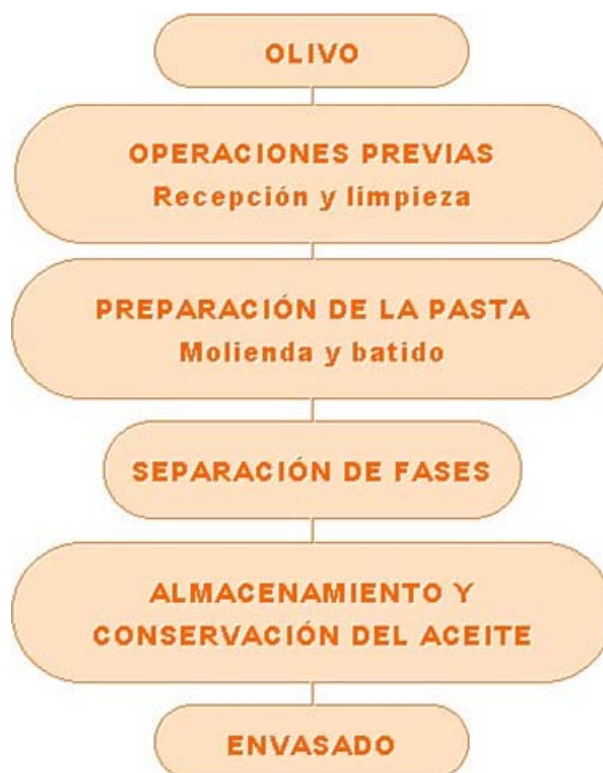 OLIVO
OPERACIONES PREVIAS
Recepción y limpieza
PREPARACIÓN DE LA PASTA
Molienda y batido
SEPARACIÓN DE FASES
ALMACENAMIENTO Y
CONSERVACIÓN DEL ACEITE
ENVASADO